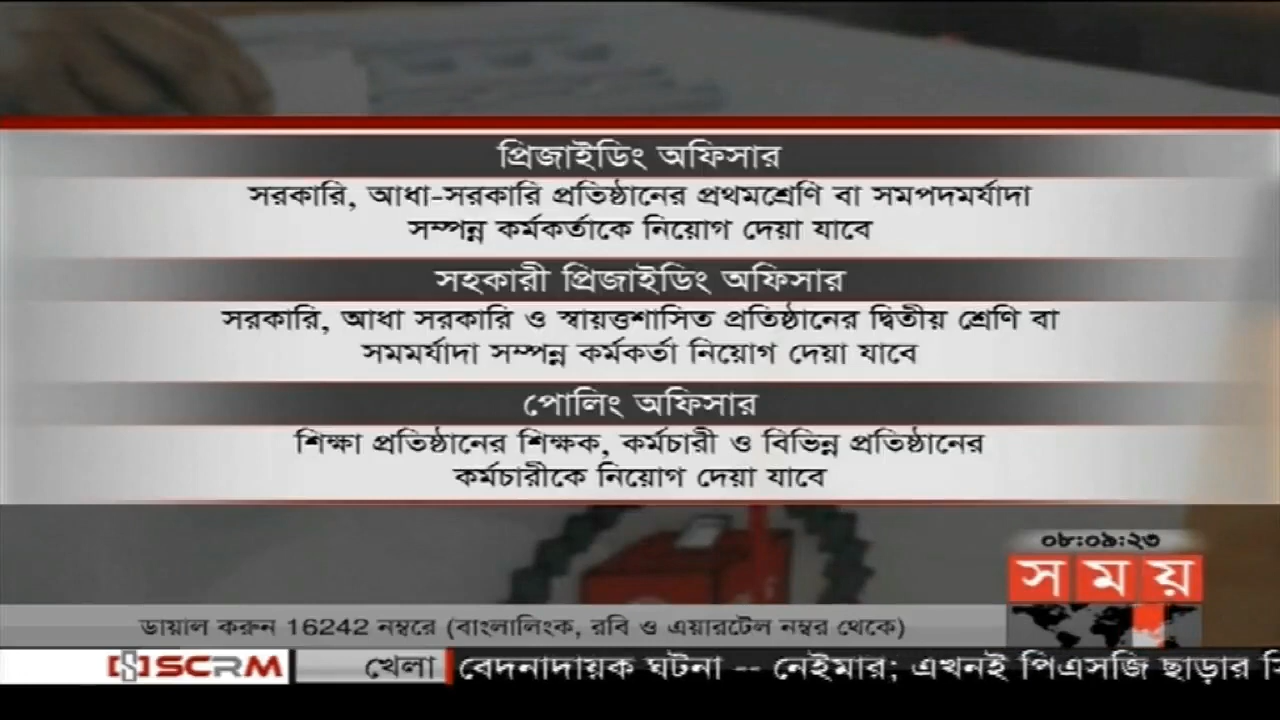 প্রিজাইডিং অফিসার
সরকারি, আধা-সরকারি প্রতিষ্ঠানের প্রথমশ্রেণি বা সমপদমর্যাদা
সম্পন্ন কর্মকর্তাকে নিয়োগ দেয়া যাবে
সহকারী প্রিজাইডিং অফিসার
সরকারি, আধা সরকারি ও স্বায়ত্তশাসিত প্রতিষ্ঠানের দ্বিতীয় শ্রেণি বা
সমমর্যাদা সম্পন্ন কর্মকর্তা নিয়োগ দেয়া যাবে
পোলিং অফিসার
শিক্ষা প্রতিষ্ঠানের শিক্ষক, কর্মচারী ও বিভিন্ন প্রতিষ্ঠানের
কর্মচারীকে নিয়োগ দেয়া যাবে
০৮:০৯:২৩
সময়
ডায়াল করুন 16242 নম্বরে (বাংলালিংক, রবি ও এয়ারটেল নম্বর থেকে)
SCRM খেলা বেদনাদায়ক ঘটনা -- নেইমার; এখনই পিএসজি ছাড়ার